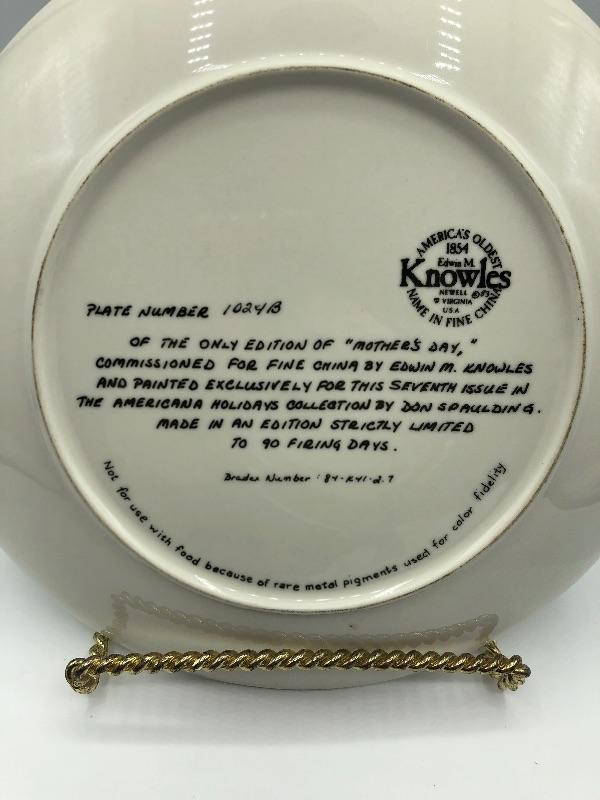 AMERICA'S OLDEST
1854
Edwin M.
Knowles
NEWELL
W VIRGINIA
U.S.A
NAME IN FINE CHINA
PLATE NUMBER 1024B
OF THE ONLY EDITION OF "MOTHER'S DAY,"
COMMISSIONED FOR FINE CHINA BY EDWIN M. KNOWLES
AND PAINTED EXCLUSIVELY FOR THIS SEVENTH ISSUE IN
THE AMERICANA HOLIDAYS COLLECTION BY DON SPAULDING.
MADE IN AN EDITION STRICTLY LIMITED
TO 90 FIRING DAYS.
Bradex Number: 84-K41-2.7
Not for use with food because of rare metal pigments used for color fidelity